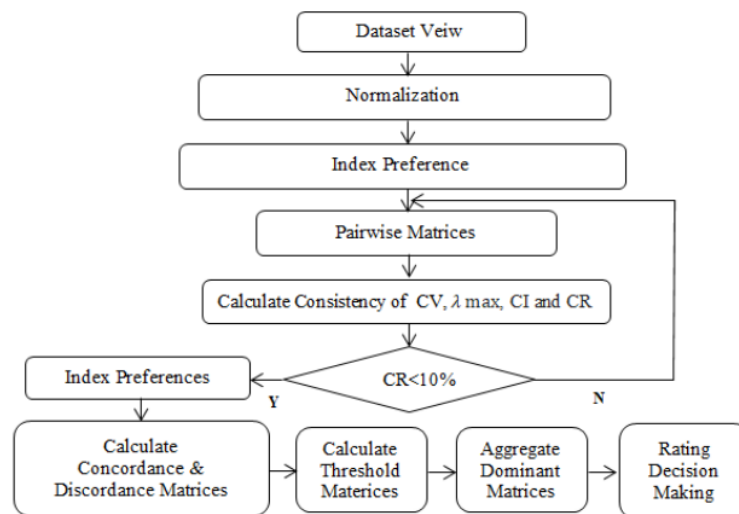 Dataset Veiw
Normalization
Index Preference
Pairwise Matrices
Calculate Consistency of CV, λ max, CI and CR
CR<10%
Y
N
Index Preferences
Calculate
Concordance &
Discordance Matrices
Calculate
Threshold
Materices
Aggregate
Dominant
Matrices
Rating
Decision
Making